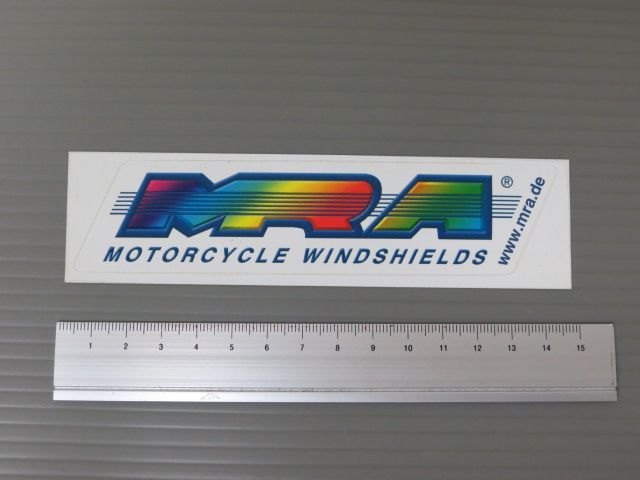 MRA®
MOTORCYCLE WINDSHIELDS
www.mra.de
1 2 3 4 5 6 7 8 9 10 11 12 13 14 15